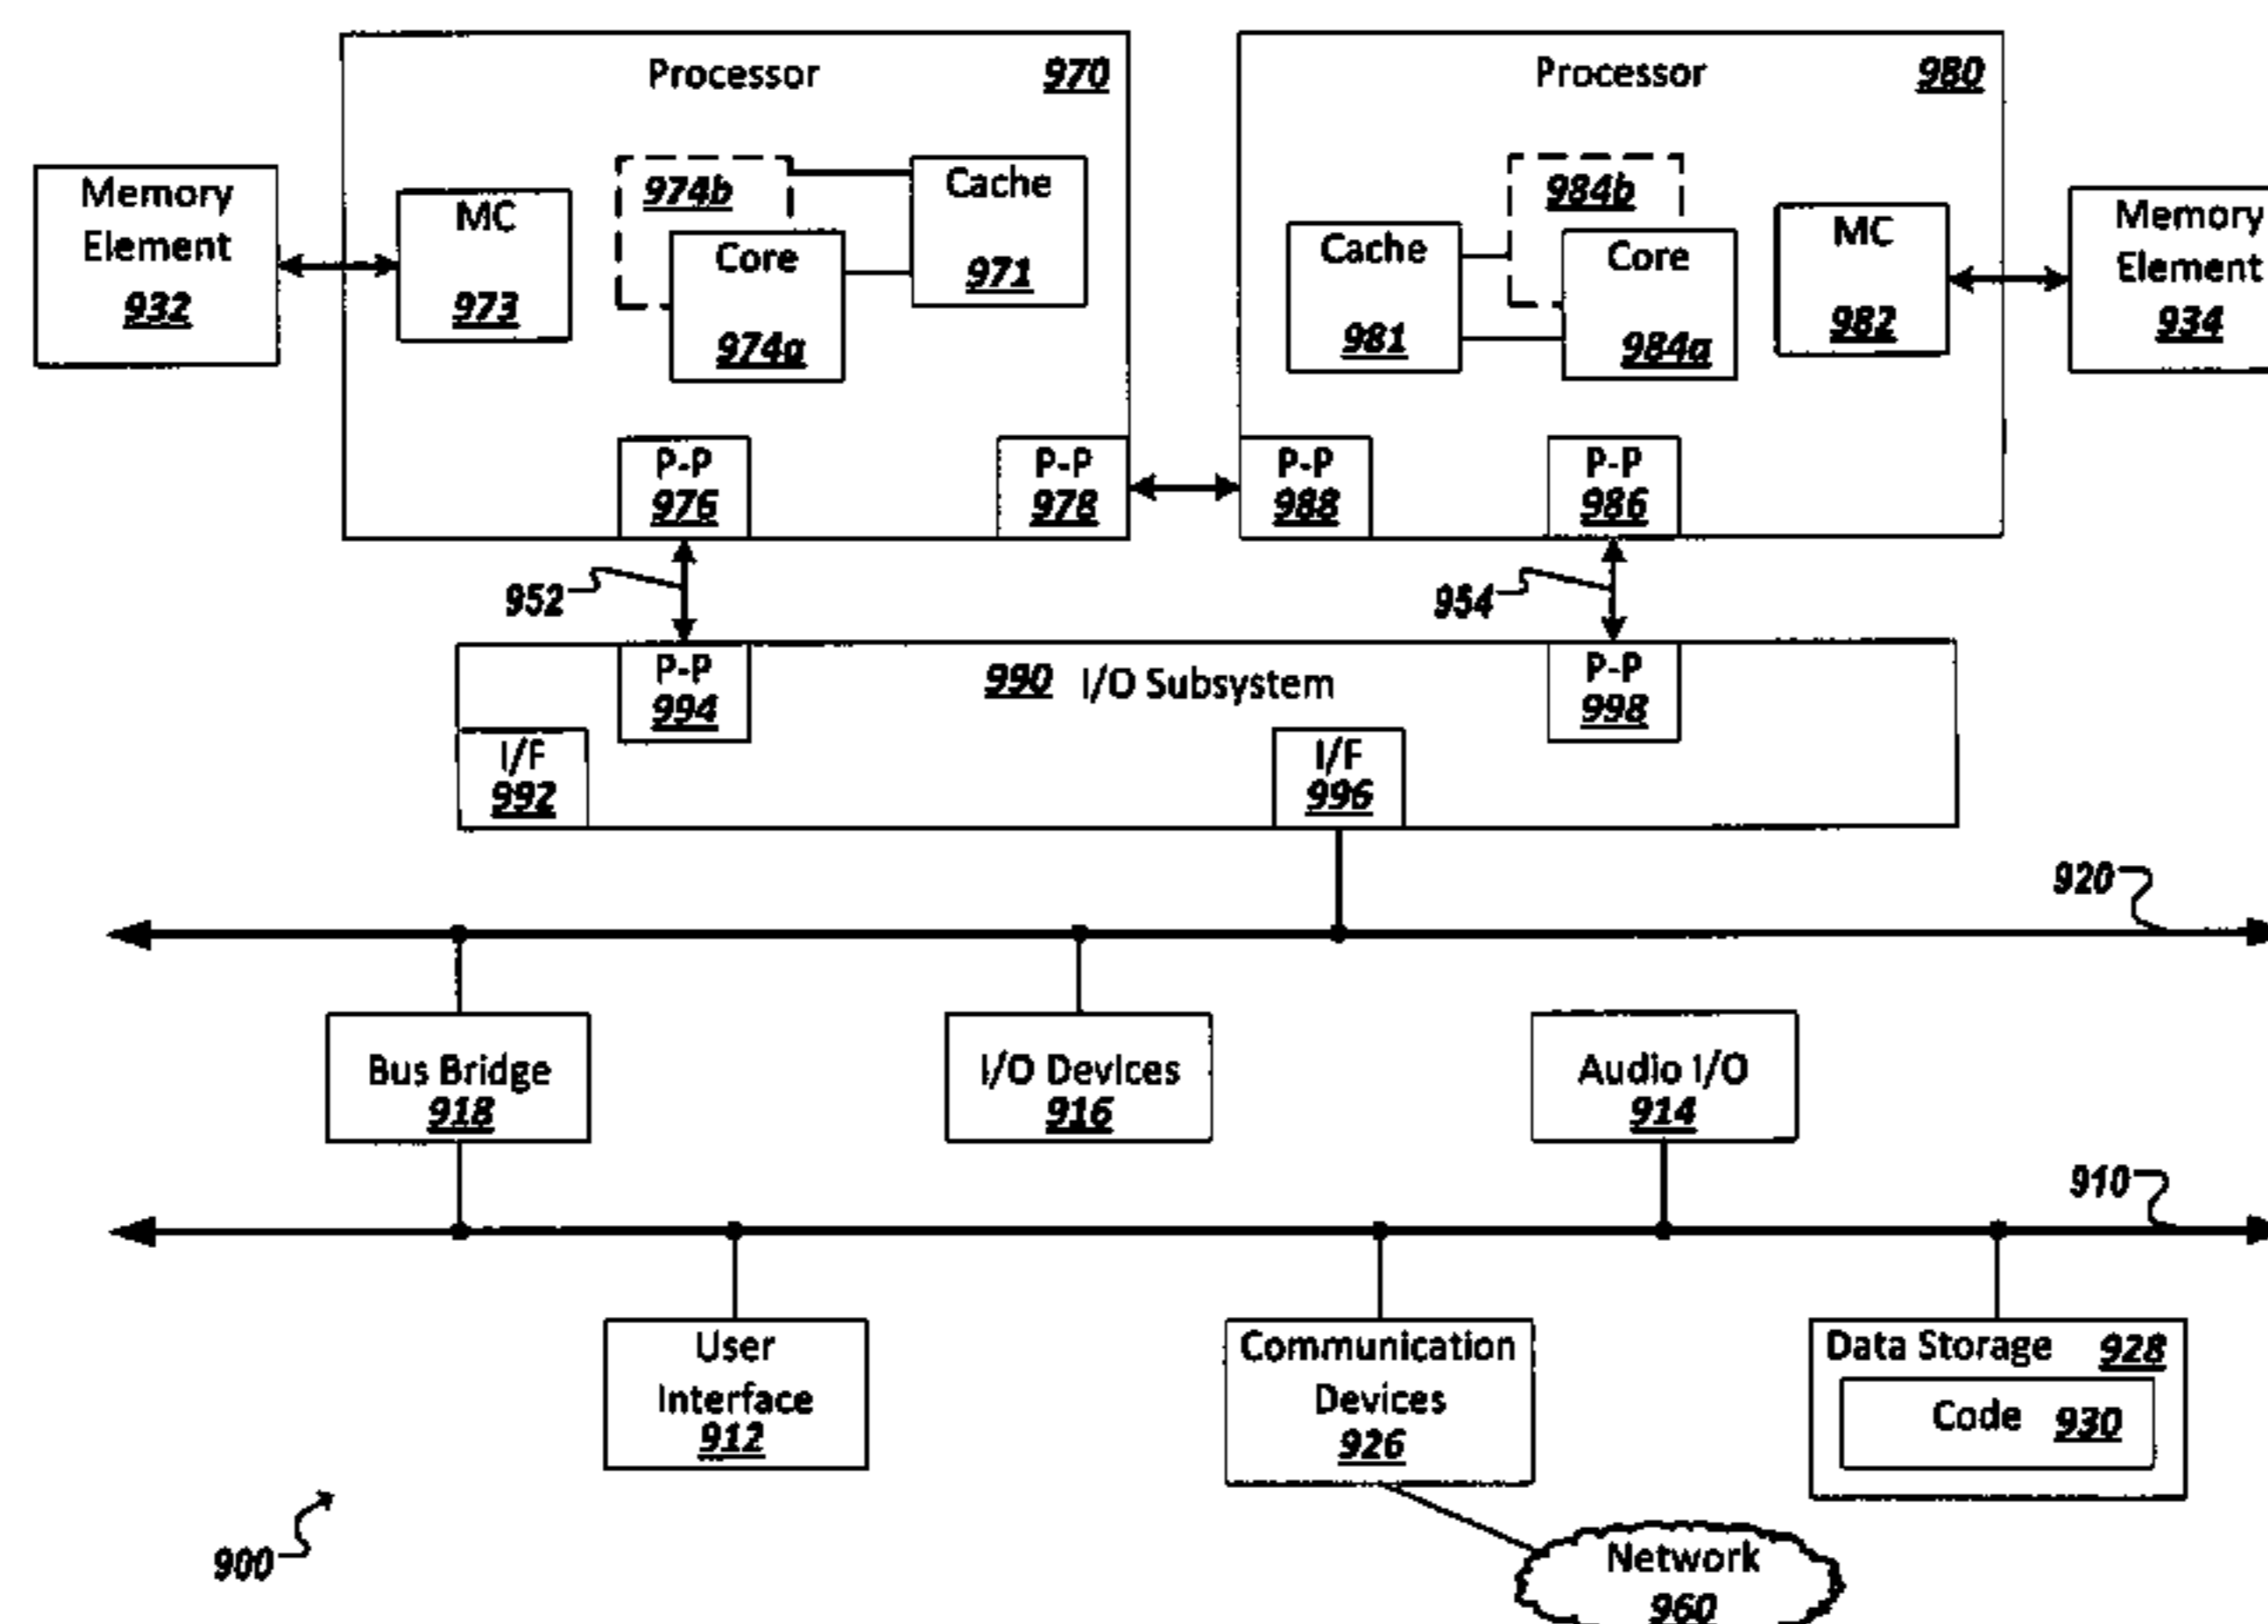 Processor 970
Memory
Element
932
MC
973
974b
Core
974a
Cache
971
P-P
976
P-P
978
Processor 980
Cache
981
984b
Core
984a
MC
982
Memory
Element
934
P-P
988
P-P
986
952
954
990 I/O Subsystem
P-P
994
P-P
998
I/F
992
I/F
996
920
Bus Bridge
918
I/O Devices
916
Audio I/O
914
910
User
Interface
912
Communication
Devices
926
Data Storage 928
Code 930
900
Network
960